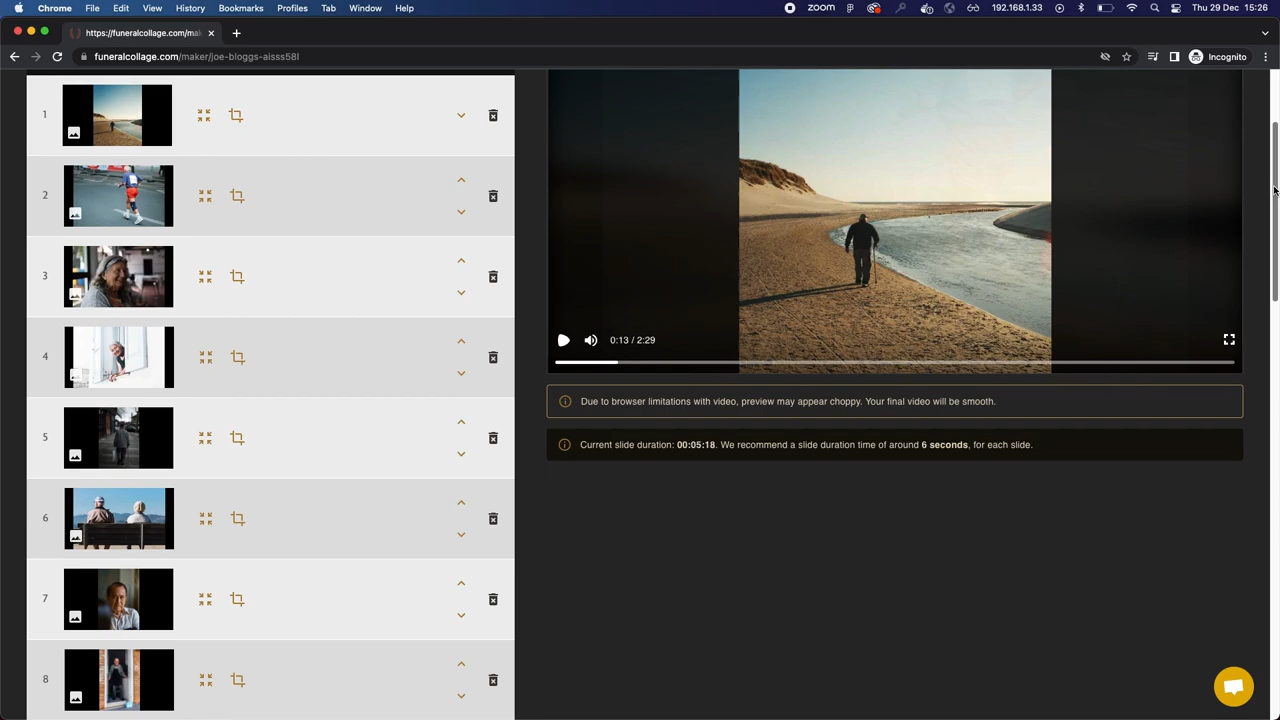 Chrome File Edit View History Bookmarks Profiles Tab Window Help zoom 192.168.1.33 Thu 29 Dec 15:26
https://funeralcollage.com/mak
funeralcollage.com/maker/joe-bloggs-aisss58l Incognito
1
2
3
4
5
6
7
8
0:13 / 2:29
Due to browser limitations with video, preview may appear choppy. Your final video will be smooth.
Current slide duration: 00:05:18. We recommend a slide duration time of around 6 seconds, for each slide.